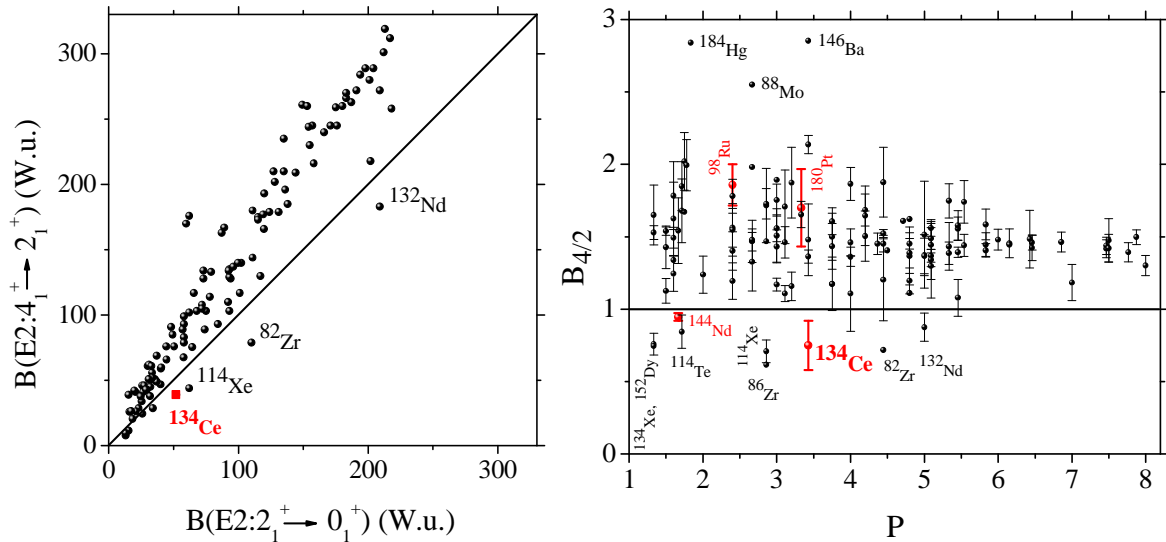 B(E2:4₁⁺→ 2₁⁺) (W.u.)
300
200
100
0
0 100 200 300
B(E2:2₁⁺→ 0₁⁺) (W.u.)
¹³²Nd
⁸²Zr
¹¹⁴Xe
¹³⁴Ce
B₄/₂
3
2
1
0
1 2 3 4 5 6 7 8
P
¹⁸⁴Hg
¹⁴⁶Ba
⁸⁸Mo
⁹⁸Ru
¹⁸⁰Pt
¹⁴⁴Nd
¹³⁴Xe, ¹⁵²Dy
¹¹⁴Te
¹¹⁴Xe
⁸⁶Zr
¹³⁴Ce
⁸²Zr
¹³²Nd